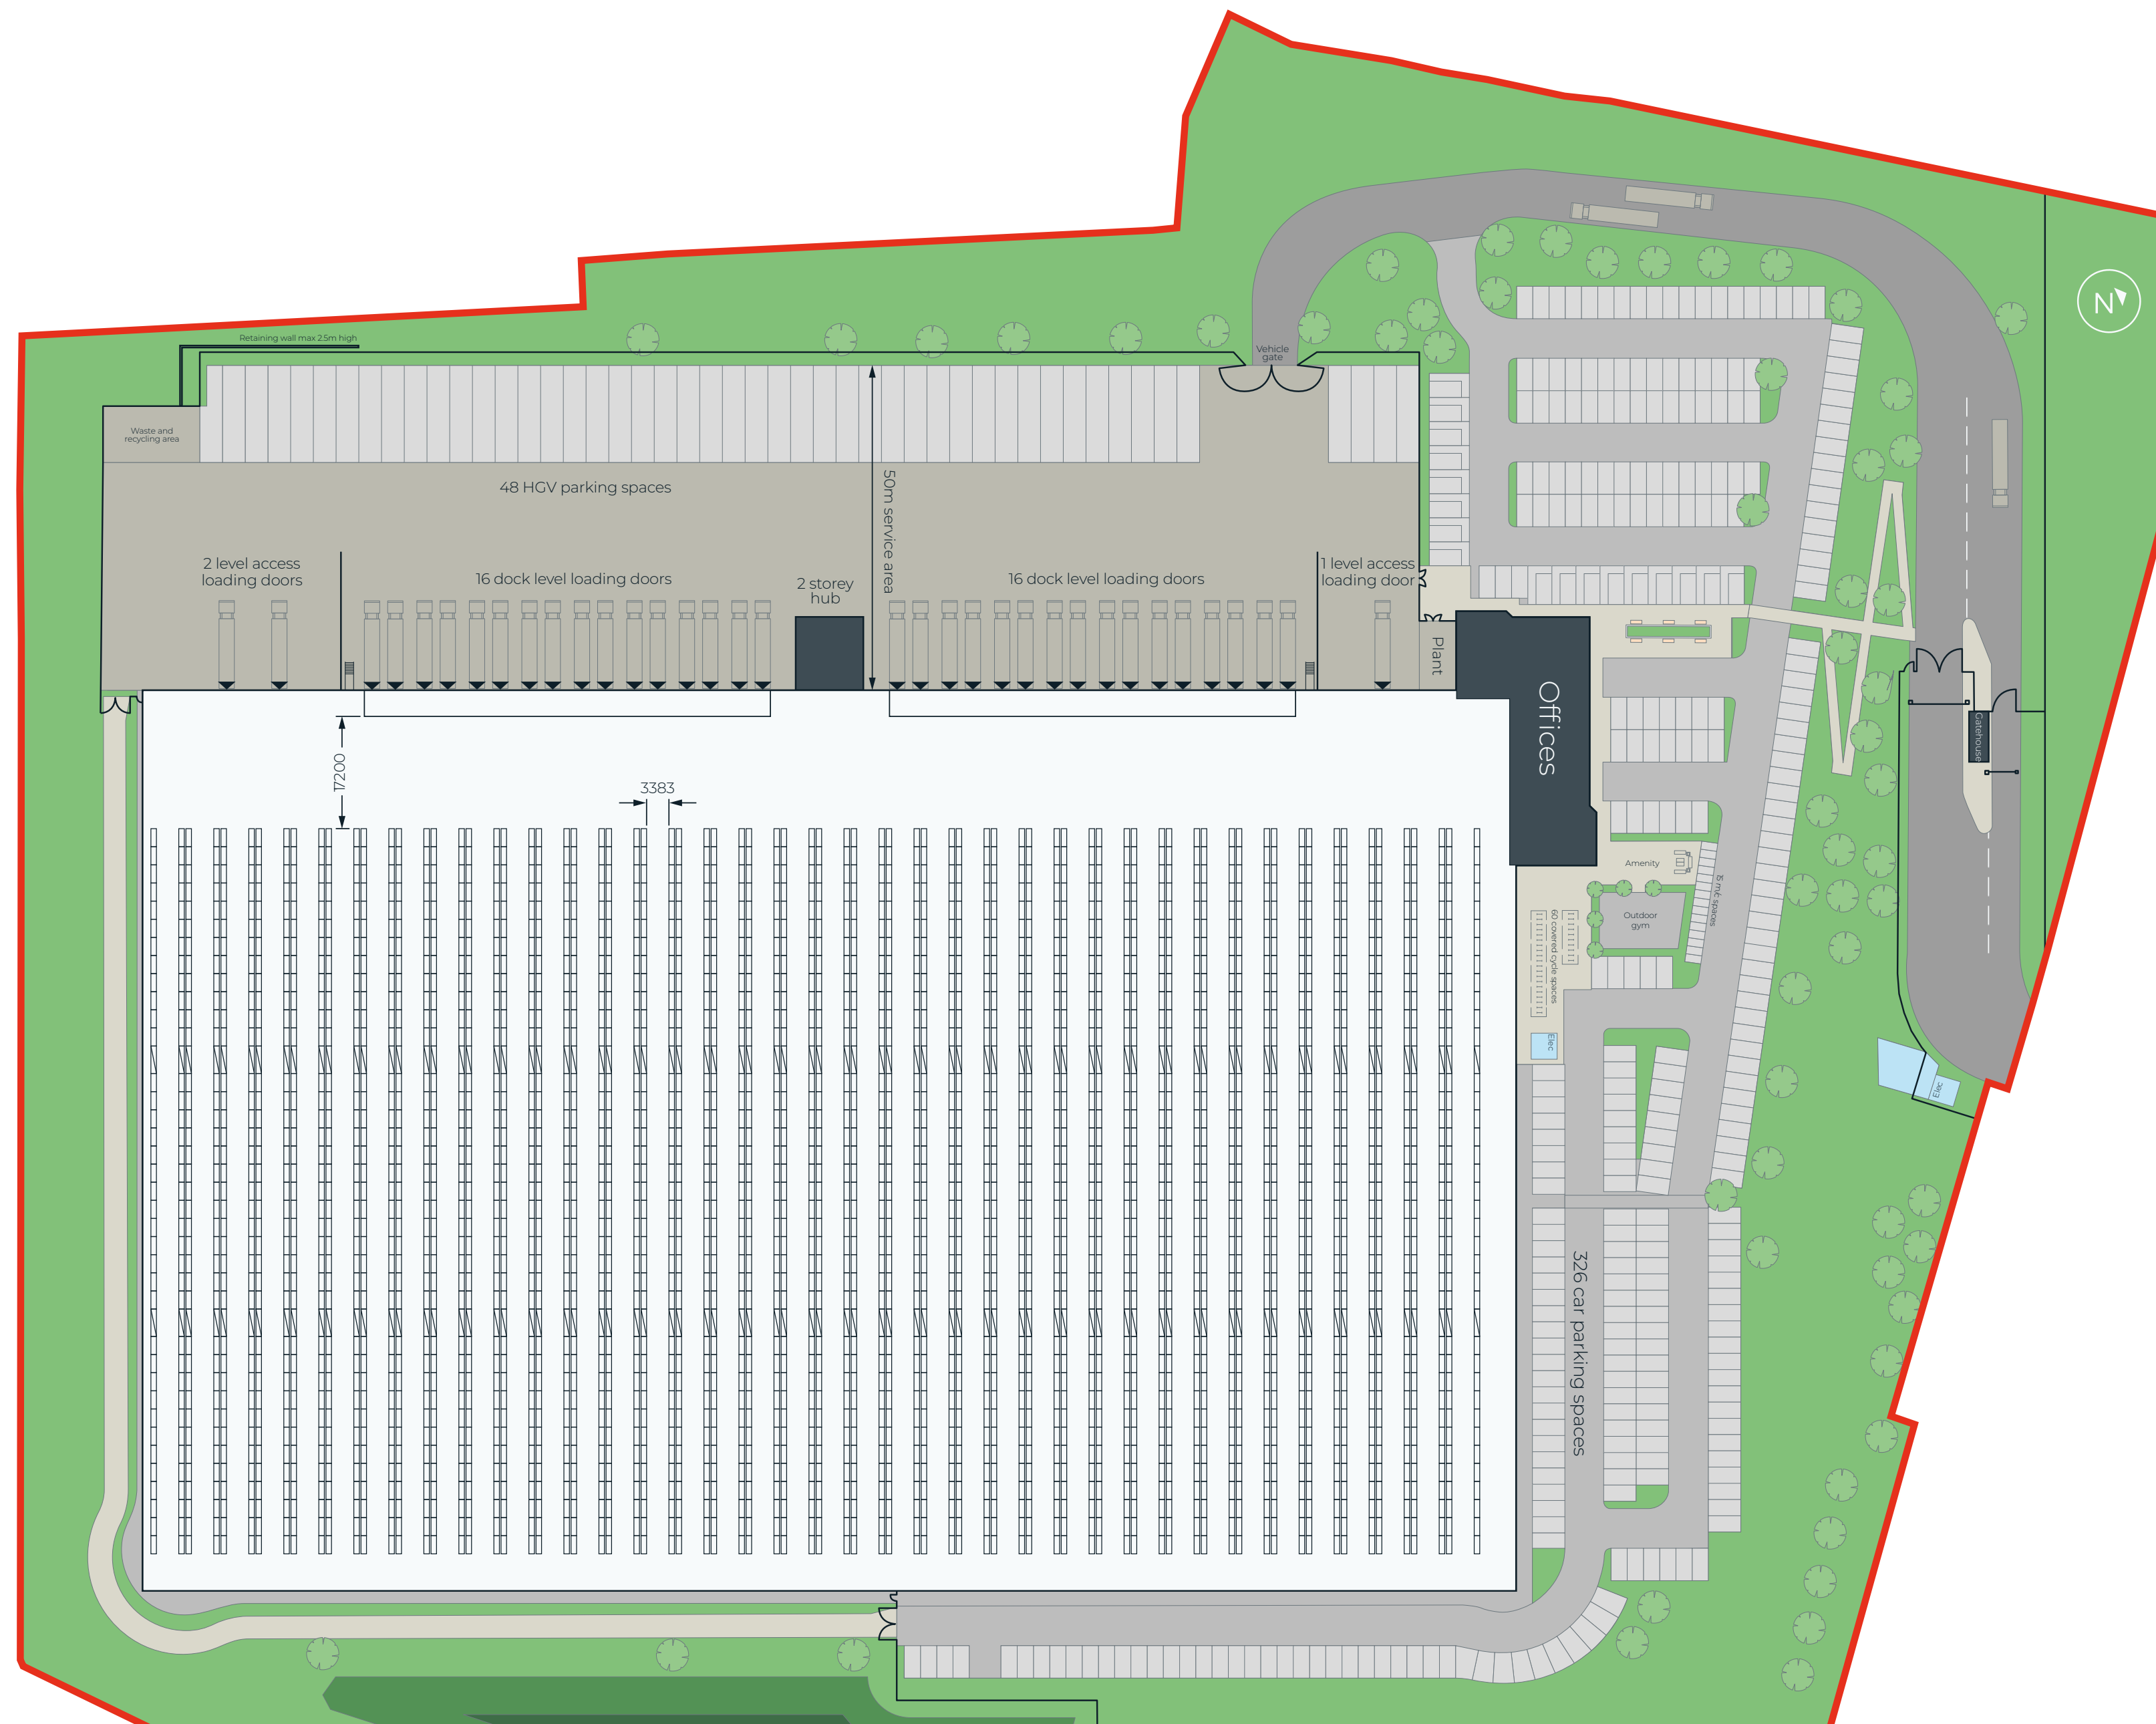 N
Retaining wall max 2.5m high
Vehicle
gate
Waste and
recycling area
48 HGV parking spaces
50m service area
2 level access
loading doors
16 dock level loading doors
2 storey
hub
16 dock level loading doors
1 level access
loading door
Plant
Offices
Gatehouse
17200
3383
Amenity
15 m/c spaces
Outdoor
gym
60 covered cycle spaces
Elec
Elec
326 car parking spaces